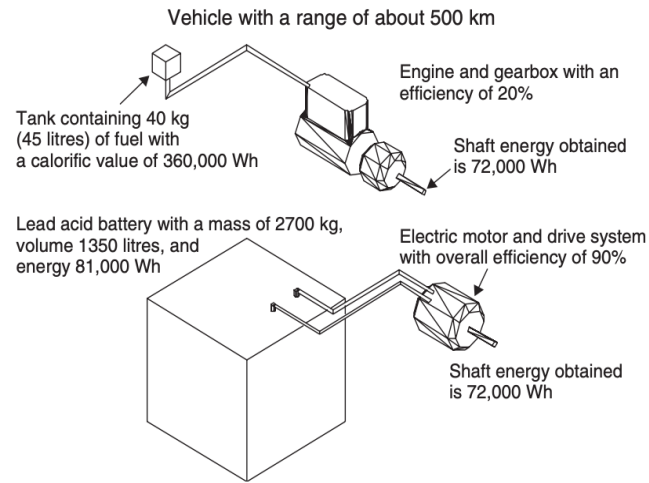 Vehicle with a range of about 500 km
Engine and gearbox with an
efficiency of 20%
Tank containing 40 kg
(45 litres) of fuel with
a calorific value of 360,000 Wh
Shaft energy obtained
is 72,000 Wh
Lead acid battery with a mass of 2700 kg,
volume 1350 litres, and
energy 81,000 Wh
Electric motor and drive system
with overall efficiency of 90%
Shaft energy obtained
is 72,000 Wh